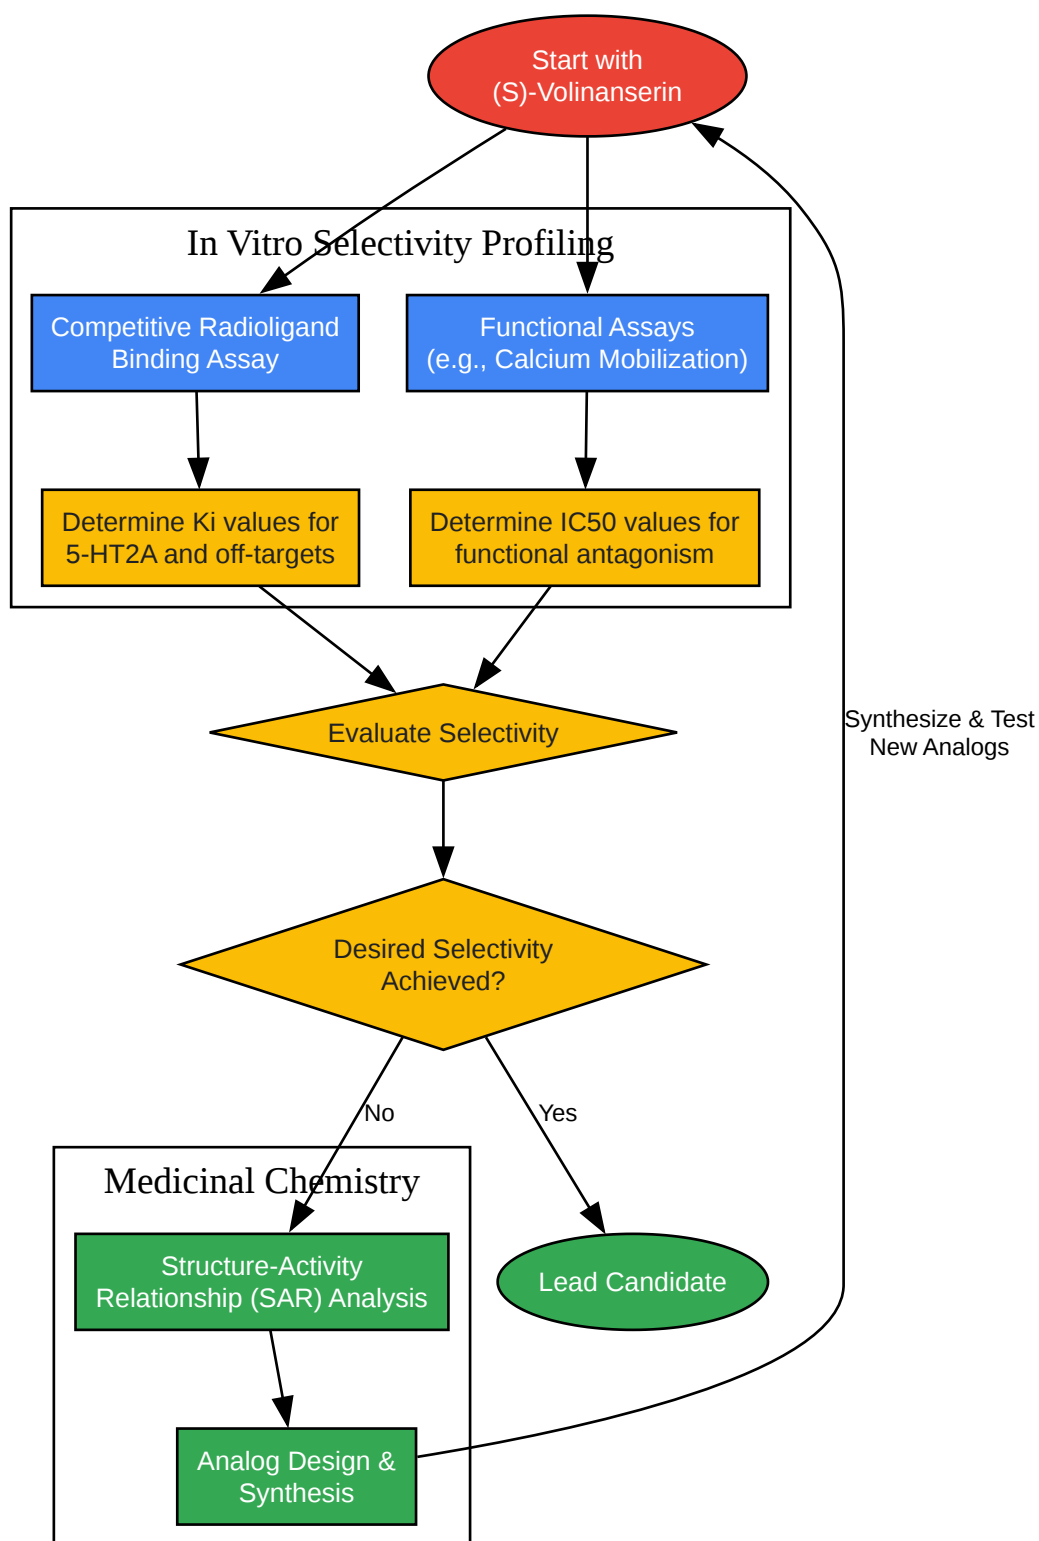 Start with
(S)-Volinanserin
In Vitro Selectivity Profiling
Competitive Radioligand
Binding Assay
Functional Assays
(e.g., Calcium Mobilization)
Determine Ki values for
5-HT2A and off-targets
Determine IC50 values for
functional antagonism
Evaluate Selectivity
Synthesize & Test
New Analogs
Desired Selectivity
Achieved?
No
Yes
Medicinal Chemistry
Structure-Activity
Relationship (SAR) Analysis
Lead Candidate
Analog Design &
Synthesis